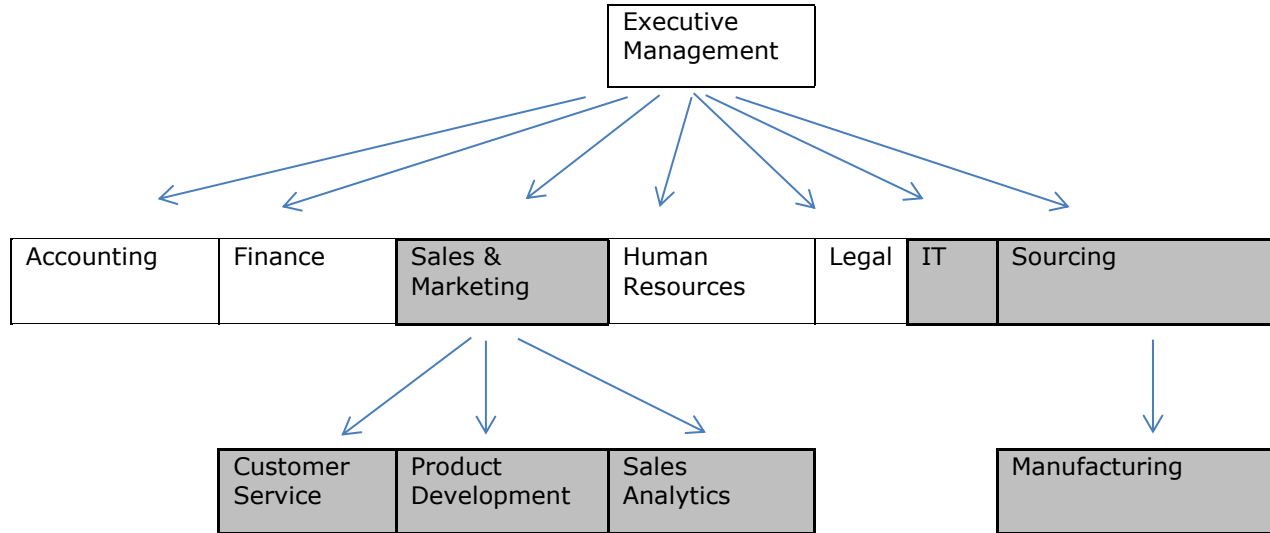 Executive
Management
Accounting
Finance
Sales &
Marketing
Human
Resources
Legal
IT
Sourcing
Customer
Service
Product
Development
Sales
Analytics
Manufacturing